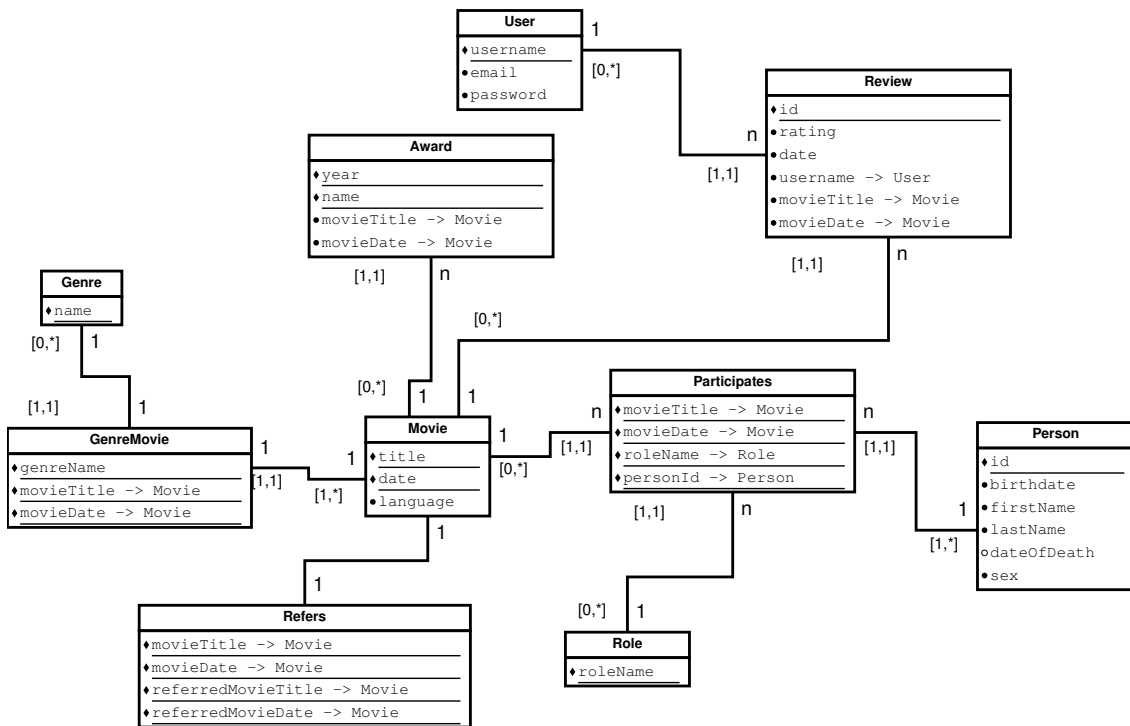 User
username
email
password
1
[0,*]
Review
id
rating
date
username -> User
movieTitle -> Movie
movieDate -> Movie
n
[1,1]
[1,1]
n
Award
year
name
movieTitle -> Movie
movieDate -> Movie
[1,1]
n
Genre
name
[0,*]
1
[0,*]
[0,*]
1
1
[1,1]
1
GenreMovie
genreName
movieTitle -> Movie
movieDate -> Movie
1
[1,1]
1
[1,*]
Movie
title
date
language
1
[0,*]
1
Participates
movieTitle -> Movie
movieDate -> Movie
roleName -> Role
personId -> Person
n
[1,1]
n
[1,1]
[1,1]
n
Person
id
birthdate
firstName
lastName
dateOfDeath
sex
1
[1,*]
1
Refers
movieTitle -> Movie
movieDate -> Movie
referredMovieTitle -> Movie
referredMovieDate -> Movie
[0,*]
1
Role
roleName